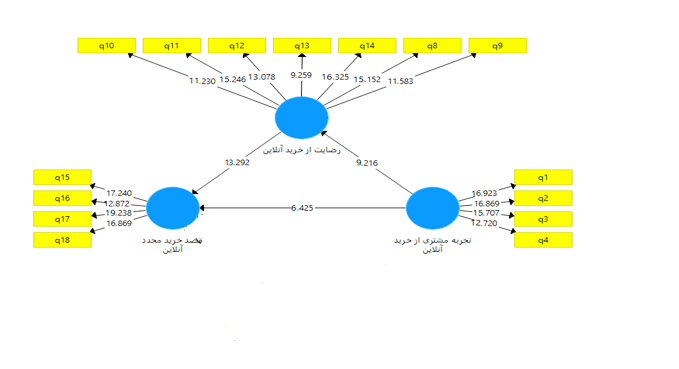 q10 q11 q12 q13 q14 q8 q9
11.230 15.246 13.078 9.259 16.325 15.152 11.583
رضایت از خرید آنلاین
13.292 9.216
q15
17.240
q16
12.872
q17
19.238
q18
16.869
6.425
q1
16.923
q2
16.869
q3
15.707
q4
12.720
قصد خرید مجدد
آنلاین
تجربه مشتری از خرید
آنلاین